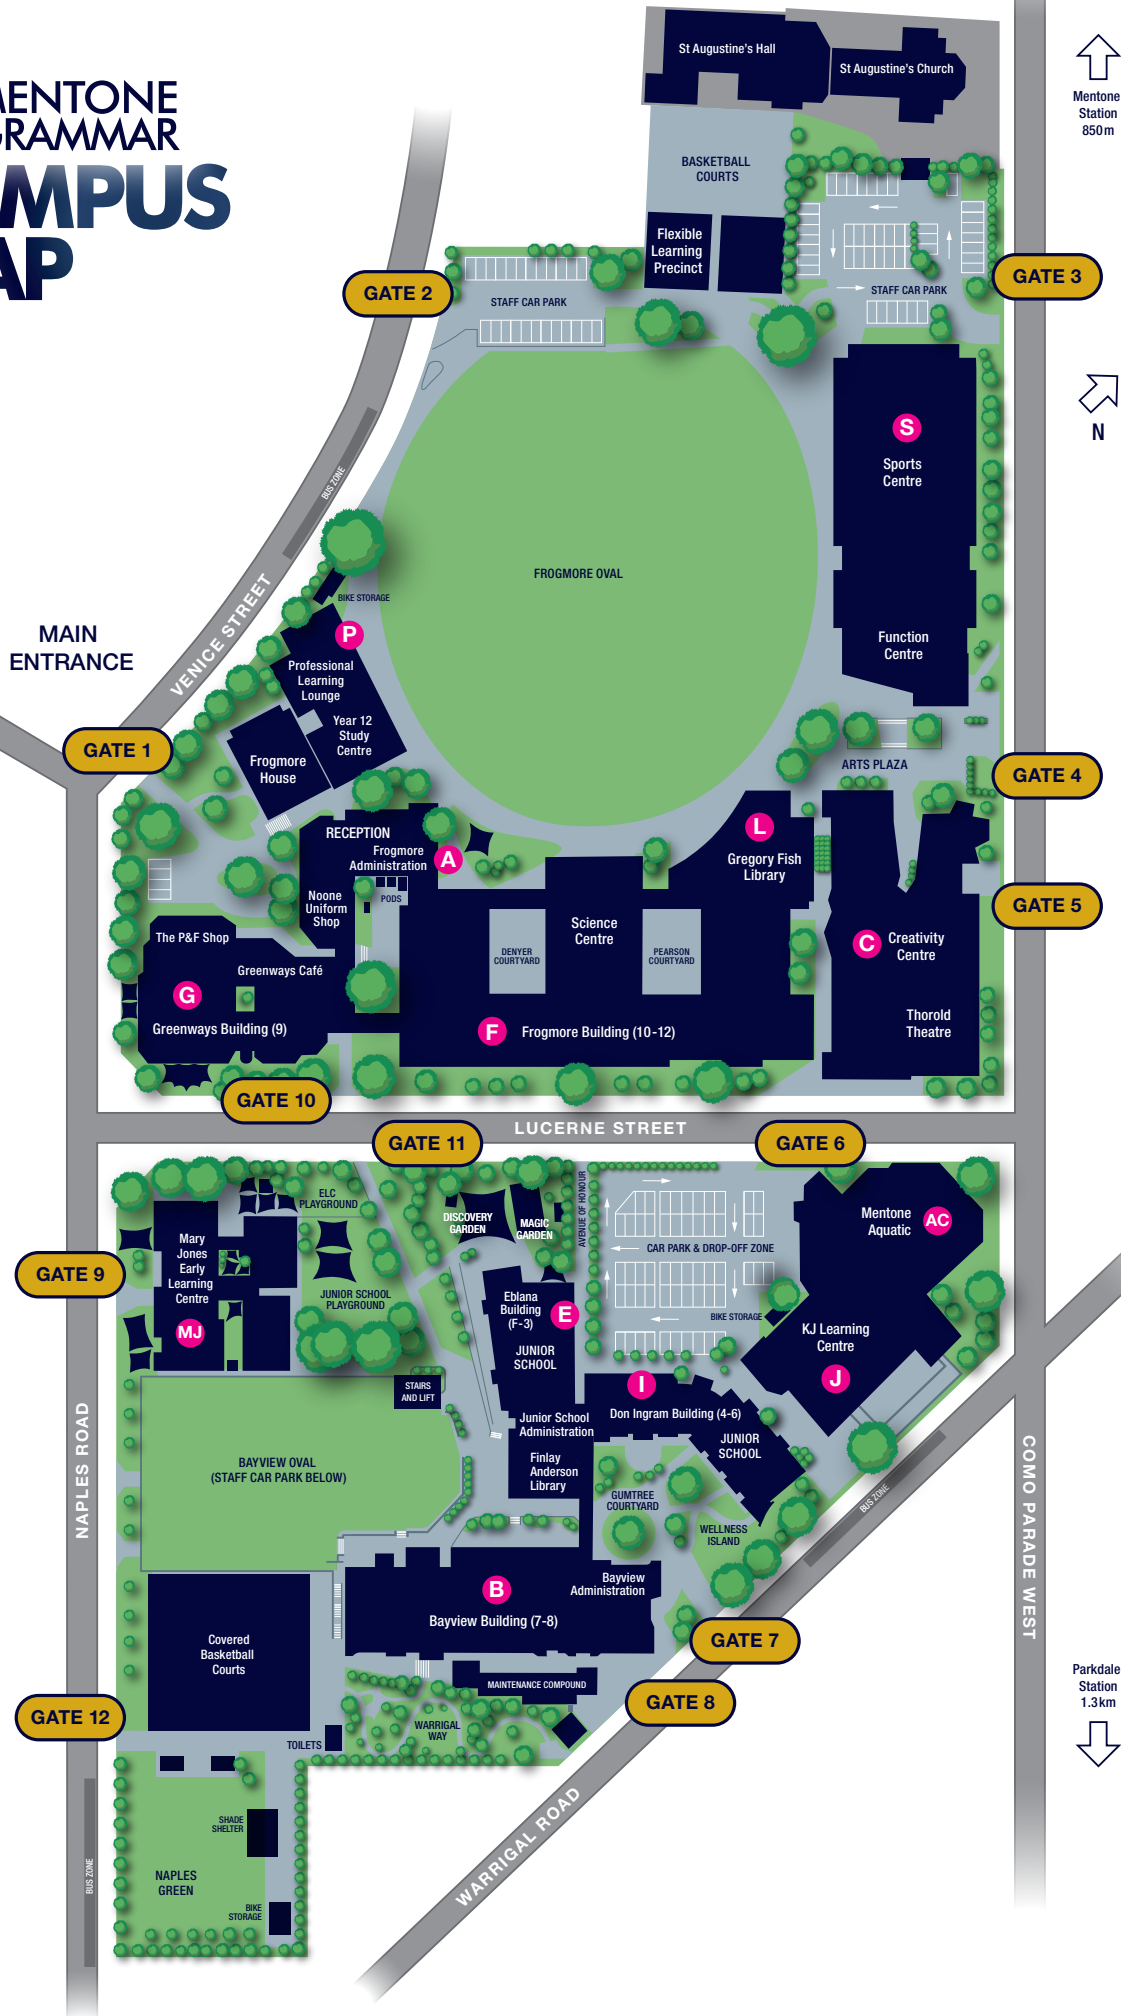 MENTONE
GRAMMAR
MPUS
AP
St Augustine's Hall
St Augustine's Church
Mentone
Station
850m
BASKETBALL
COURTS
Flexible
Learning
Precinct
GATE 2
STAFF CAR PARK
STAFF CAR PARK
GATE 3
N
S
Sports
Centre
BUS ZONE
FROGMORE OVAL
BIKE STORAGE
VENICE STREET
MAIN
ENTRANCE
P
Professional
Learning
Lounge
Year 12
Study
Centre
Function
Centre
GATE 1
Frogmore
House
ARTS PLAZA
GATE 4
RECEPTION
Frogmore
Administration
A
L
Gregory Fish
Library
PODS
Noone
Uniform
Shop
GATE 5
The P&F Shop
Science
Centre
DENYER
COURTYARD
PEARSON
COURTYARD
C
Creativity
Centre
Greenways Café
G
Greenways Building (9)
F
Frogmore Building (10-12)
Thorold
Theatre
GATE 10
LUCERNE STREET
GATE 11
GATE 6
ELC
PLAYGROUND
DISCOVERY
GARDEN
MAGIC
GARDEN
AVENUE OF HONOUR
Mentone
Aquatic
AC
Mary
Jones
Early
Learning
Centre
MJ
CAR PARK & DROP-OFF ZONE
GATE 9
JUNIOR SCHOOL
PLAYGROUND
Eblana
Building
(F-3)
E
JUNIOR
SCHOOL
BIKE STORAGE
KJ Learning
Centre
J
STAIRS
AND LIFT
I
Don Ingram Building (4-6)
JUNIOR
SCHOOL
Junior School
Administration
Finlay
Anderson
Library
NAPLES ROAD
BAYVIEW OVAL
(STAFF CAR PARK BELOW)
GUMTREE
COURTYARD
WELLNESS
ISLAND
BUS ZONE
COMO PARADE WEST
Bayview
Administration
B
Bayview Building (7-8)
Covered
Basketball
Courts
GATE 7
MAINTENANCE COMPOUND
GATE 8
GATE 12
WARRIGAL
WAY
TOILETS
Parkdale
Station
1.3km
WARRIGAL ROAD
SHADE
SHELTER
NAPLES
GREEN
BUS ZONE
BIKE
STORAGE